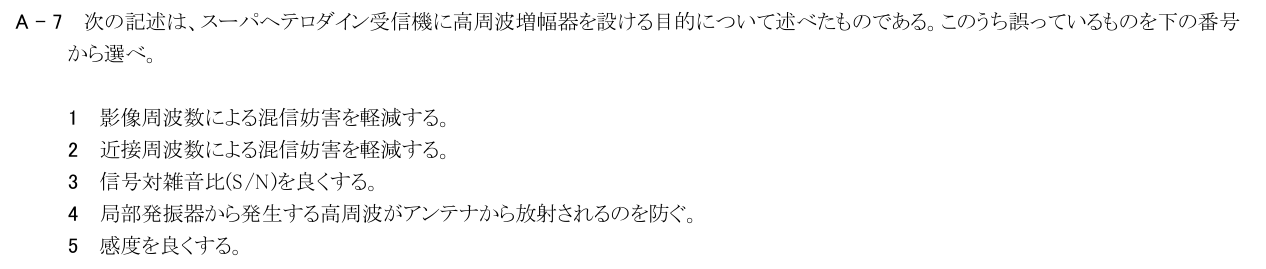 A－7　次の記述は、スーパヘテロダイン受信機に高周波増幅器を設ける目的について述べたものである。このうち誤っているものを下の番号
から選べ。
1　影像周波数による混信妨害を軽減する。
2　近接周波数による混信妨害を軽減する。
3　信号対雑音比(S/N)を良くする。
4　局部発振器から発生する高周波がアンテナから放射されるのを防ぐ。
5　感度を良くする。